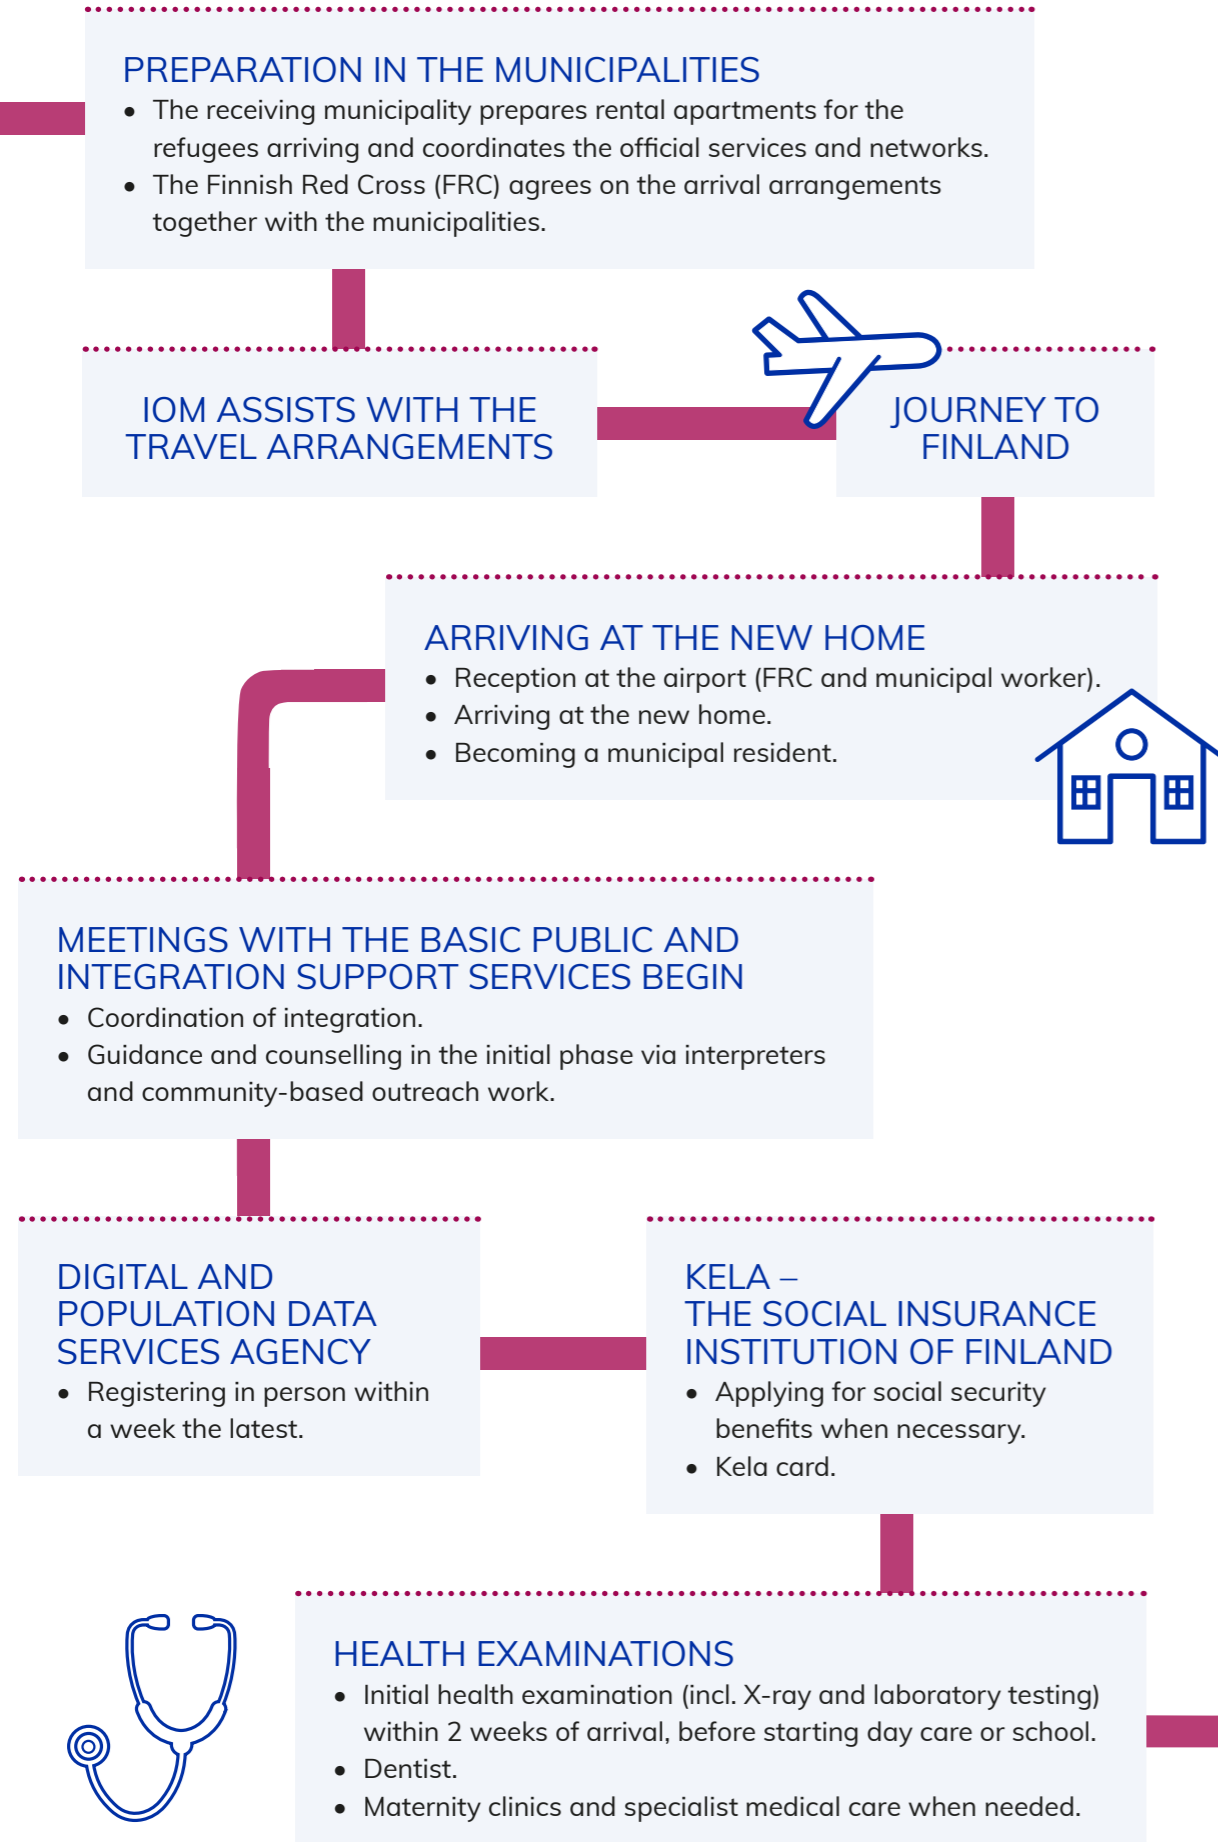 PREPARATION IN THE MUNICIPALITIES
• The receiving municipality prepares rental apartments for the
refugees arriving and coordinates the official services and networks.
• The Finnish Red Cross (FRC) agrees on the arrival arrangements
together with the municipalities.
IOM ASSISTS WITH THE
TRAVEL ARRANGEMENTS
JOURNEY TO
FINLAND
ARRIVING AT THE NEW HOME
• Reception at the airport (FRC and municipal worker).
• Arriving at the new home.
• Becoming a municipal resident.
MEETINGS WITH THE BASIC PUBLIC AND
INTEGRATION SUPPORT SERVICES BEGIN
• Coordination of integration.
• Guidance and counselling in the initial phase via interpreters
and community-based outreach work.
DIGITAL AND
POPULATION DATA
SERVICES AGENCY
• Registering in person within
a week the latest.
KELA –
THE SOCIAL INSURANCE
INSTITUTION OF FINLAND
• Applying for social security
benefits when necessary.
• Kela card.
HEALTH EXAMINATIONS
• Initial health examination (incl. X-ray and laboratory testing)
within 2 weeks of arrival, before starting day care or school.
• Dentist.
• Maternity clinics and specialist medical care when needed.